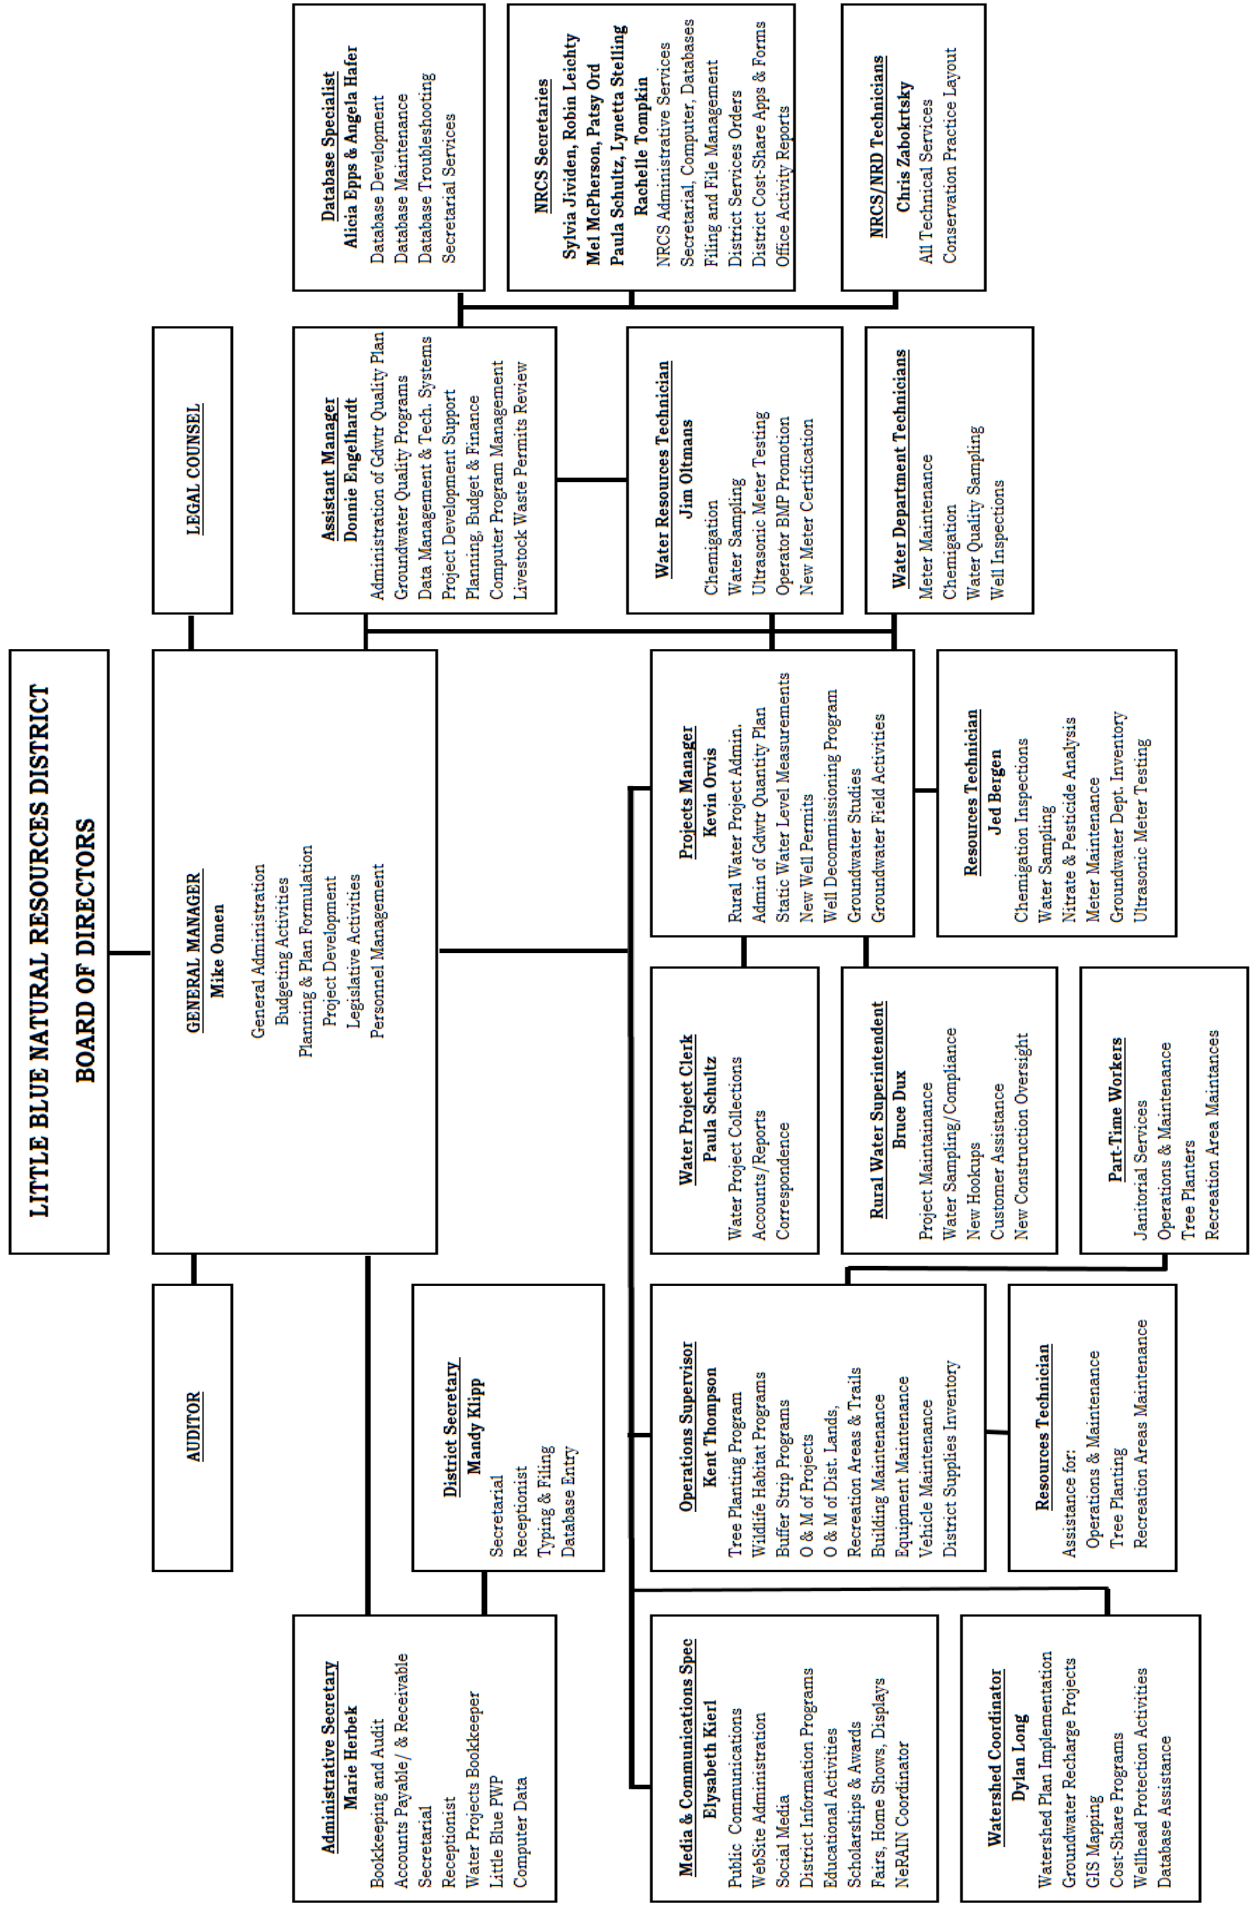 LITTLE BLUE NATURAL RESOURCES DISTRICT
BOARD OF DIRECTORS
AUDITOR
GENERAL MANAGER
Mike Onnen
General Administration
Budgeting Activities
Planning & Plan Formulation
Project Development
Legislative Activities
Personnel Management
LEGAL COUNSEL
Administrative Secretary
Marie Herbek
Bookkeeping and Audit
Accounts Payable/ & Receivable
Secretarial
Receptionist
Water Projects Bookkeeper
Little Blue PWP
Computer Data
District Secretary
Mandy Klipp
Secretarial
Receptionist
Typing & Filing
Database Entry
Assistant Manager
Donnie Engelhardt
Administration of Gdwtr Quality Plan
Groundwater Quality Programs
Data Management & Tech. Systems
Project Development Support
Planning, Budget & Finance
Computer Program Management
Livestock Waste Permits Review
Database Specialist
Alicia Epps & Angela Hafer
Database Development
Database Maintenance
Database Troubleshooting
Secretarial Services
NRCS Secretaries
Sylvia Jividen, Robin Leichty
Mel McPherson, Patsy Ord
Paula Schultz, Lynetta Stelling
Rachelle Tompkin
NRCS Administrative Services
Secretarial, Computer, Databases
Filing and File Management
District Services Orders
District Cost-Share Apps & Forms
Office Activity Reports
NRCS/NRD Technicians
Chris Zabokrtsky
All Technical Services
Conservation Practice Layout
Media & Communications Spec
Elysabeth Kierl
Public Communications
WebSite Administration
Social Media
District Information Programs
Educational Activities
Scholarships & Awards
Fairs, Home Shows, Displays
NeRAIN Coordinator
Operations Supervisor
Kent Thompson
Tree Planting Program
Wildlife Habitat Programs
Buffer Strip Programs
O & M of Projects
O & M of Dist. Lands,
Recreation Areas & Trails
Building Maintenance
Equipment Maintenance
Vehicle Maintenance
District Supplies Inventory
Water Project Clerk
Paula Schultz
Water Project Collections
Accounts/Reports
Correspondence
Projects Manager
Kevin Orvis
Rural Water Project Admin.
Admin of Gdwtr Quantity Plan
Static Water Level Measurements
New Well Permits
Well Decommissioning Program
Groundwater Studies
Groundwater Field Activities
Water Resources Technician
Jim Oltmans
Chemigation
Water Sampling
Ultrasonic Meter Testing
Operator BMP Promotion
New Meter Certification
Rural Water Superintendent
Bruce Dux
Project Maintainance
Water Sampling/Compliance
New Hookups
Customer Assistance
New Construction Oversight
Water Department Technicians
Meter Maintenance
Chemigation
Water Quality Sampling
Well Inspections
Watershed Coordinator
Dylan Long
Watershed Plan Implementation
Groundwater Recharge Projects
GIS Mapping
Cost-Share Programs
Wellhead Protection Activities
Database Assistance
Resources Technician
Assistance for:
Operations & Maintenance
Tree Planting
Recreation Areas Maintenance
Part-Time Workers
Janitorial Services
Operations & Maintenance
Tree Planters
Recreation Area Maintances
Resources Technician
Jed Bergen
Chemigation Inspections
Water Sampling
Nitrate & Pesticide Analysis
Meter Maintenance
Groundwater Dept. Inventory
Ultrasonic Meter Testing